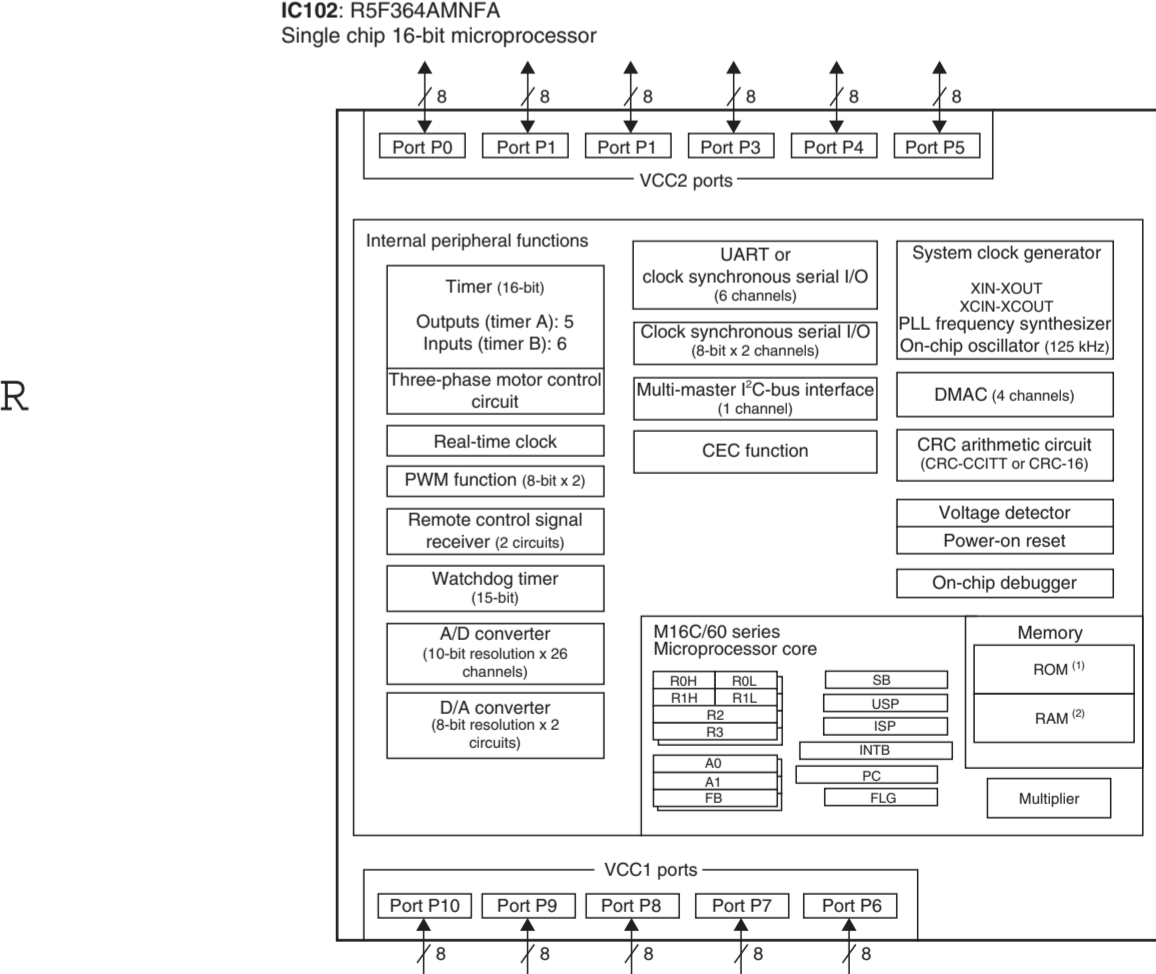 IC102: R5F364AMNFA
Single chip 16-bit microprocessor
8 8 8 8 8 8
Port P0 Port P1 Port P1 Port P3 Port P4 Port P5
VCC2 ports
Internal peripheral functions
Timer (16-bit)
Outputs (timer A): 5
Inputs (timer B): 6
Three-phase motor control
circuit
Real-time clock
PWM function (8-bit x 2)
Remote control signal
receiver (2 circuits)
Watchdog timer
(15-bit)
A/D converter
(10-bit resolution x 26
channels)
D/A converter
(8-bit resolution x 2
circuits)
UART or
clock synchronous serial I/O
(6 channels)
Clock synchronous serial I/O
(8-bit x 2 channels)
Multi-master I²C-bus interface
(1 channel)
CEC function
System clock generator
XIN-XOUT
XCIN-XCOUT
PLL frequency synthesizer
On-chip oscillator (125 kHz)
DMAC (4 channels)
CRC arithmetic circuit
(CRC-CCITT or CRC-16)
Voltage detector
Power-on reset
On-chip debugger
M16C/60 series
Microprocessor core
R0H R0L
R1H R1L
R2
R3
A0
A1
FB
SB
USP
ISP
INTB
PC
FLG
Memory
ROM (1)
RAM (2)
Multiplier
VCC1 ports
Port P10 Port P9 Port P8 Port P7 Port P6
8 8 8 8 8
R